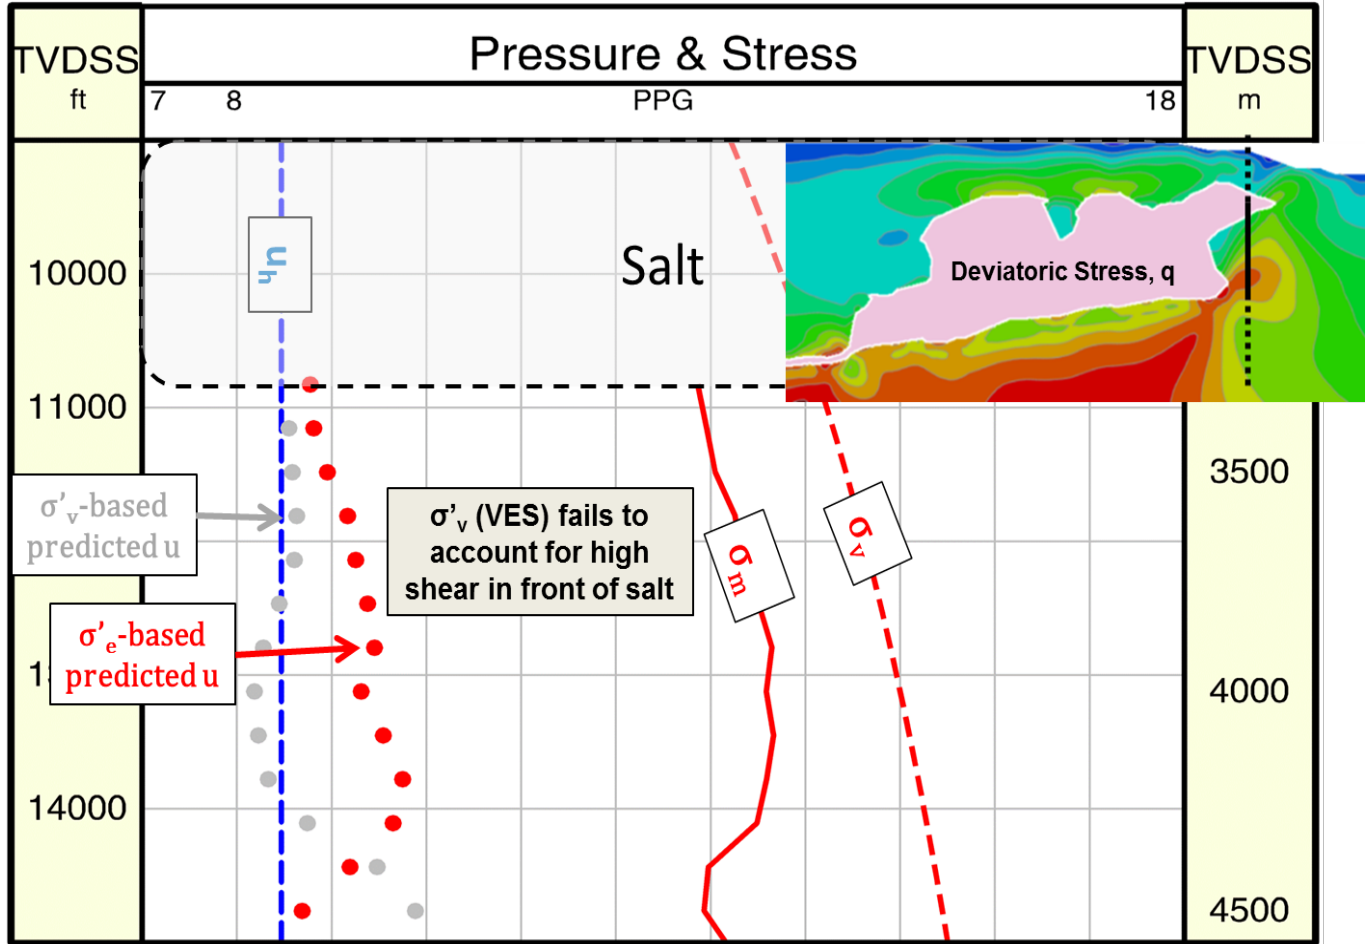 TVDSS
ft
Pressure & Stress
7 8 PPG 18
TVDSS
m
10000
11000
14000
3500
4000
4500
uₕ
Salt
Deviatoric Stress, q
σ'ᵥ-based
predicted u
σ'ₑ-based
predicted u
σ'ᵥ (VES) fails to
account for high
shear in front of salt
σₘ
σᵥ